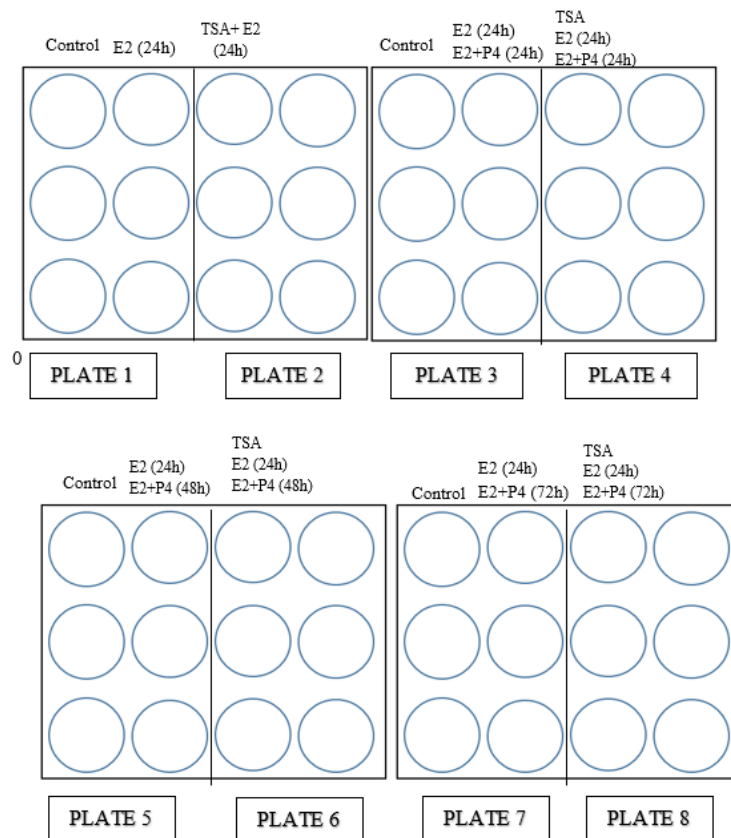 Control E2 (24h) TSA+ E2
(24h)
Control E2 (24h)
E2+P4 (24h) TSA
E2 (24h)
E2+P4 (24h)
0
PLATE 1 PLATE 2 PLATE 3 PLATE 4
Control E2 (24h)
E2+P4 (48h) TSA
E2 (24h)
E2+P4 (48h)
Control E2 (24h)
E2+P4 (72h) TSA
E2 (24h)
E2+P4 (72h)
PLATE 5 PLATE 6 PLATE 7 PLATE 8